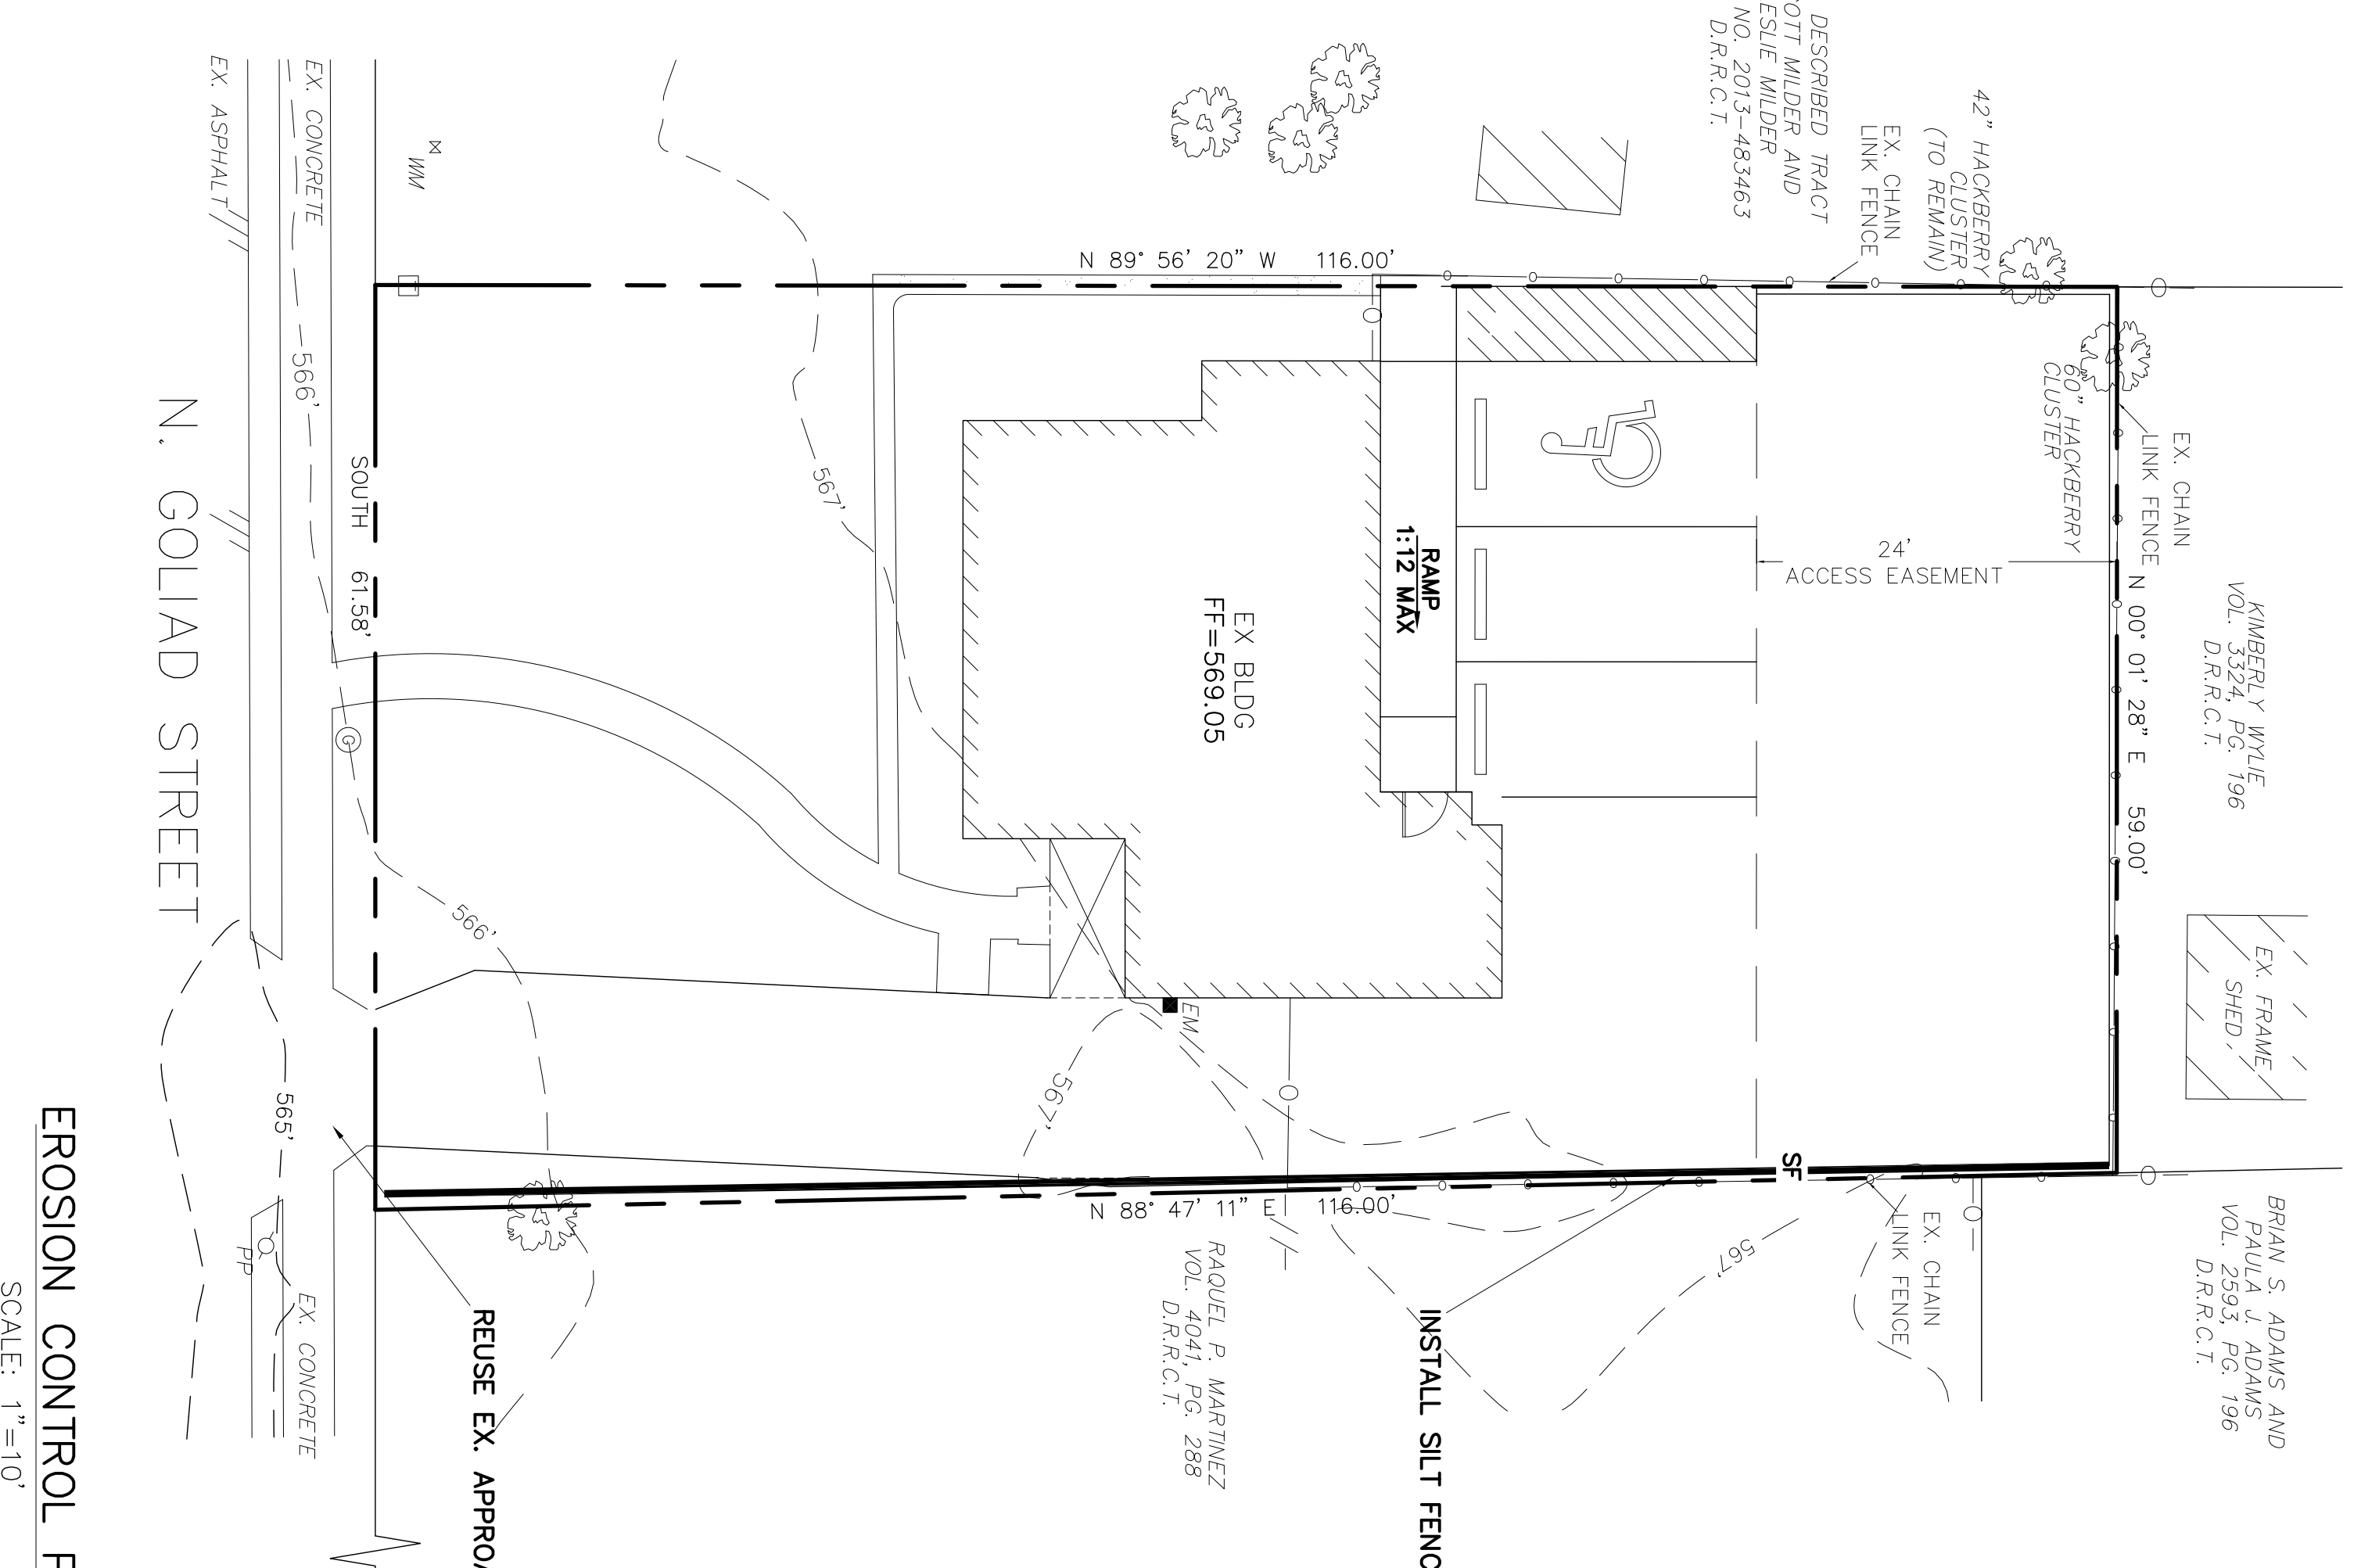 DESCRIBED TRACT
OTT MILDER AND
ESLIE MILDER
NO. 2013-483463
D.R.R.C.T.
42" HACKBERRY
CLUSTER
(TO REMAIN)
EX. CHAIN
LINK FENCE
EX. CONCRETE
EX. ASPHALT
WM
N 89° 56' 20" W 116.00'
60" HACKBERRY
CLUSTER
EX. CHAIN
LINK FENCE
N 00° 01' 28" E 59.00'
KIMBERLY WYLIE
VOL. 3324, PG. 196
D.R.R.C.T.
24'
ACCESS EASEMENT
RAMP
1:12 MAX
EX BLDG
FF=569.05
567'
566'
SOUTH 61.58'
N. GOLIAD STREET
G
566'
EM
567'
565'
EX. FRAME
SHED
SF
N 88° 47' 11" E 116.00'
EX. CHAIN
LINK FENCE
567'
BRIAN S. ADAMS AND
PAULA J. ADAMS
VOL. 2593, PG. 196
D.R.R.C.T.
RAQUEL P. MARTINEZ
VOL. 4041, PG. 288
D.R.R.C.T.
INSTALL SILT FENC
REUSE EX. APPROA
PP
EX. CONCRETE
EROSION CONTROL P
SCALE: 1"=10'